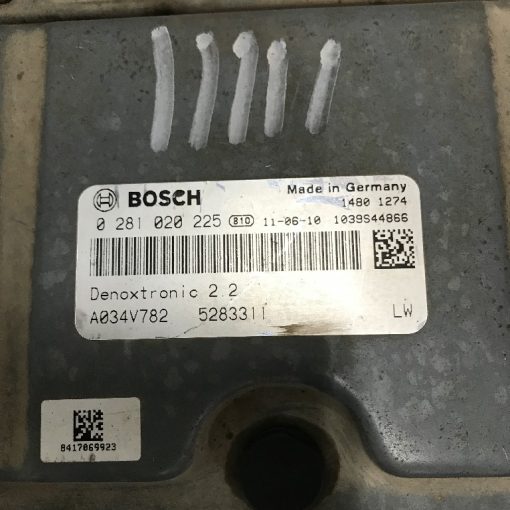 BOSCH Made in Germany
1480 1274
0 281 020 225 810 11-06-10 1039S44866
Denoxtronic 2.2
A034V782 5283311 LW
8417069923